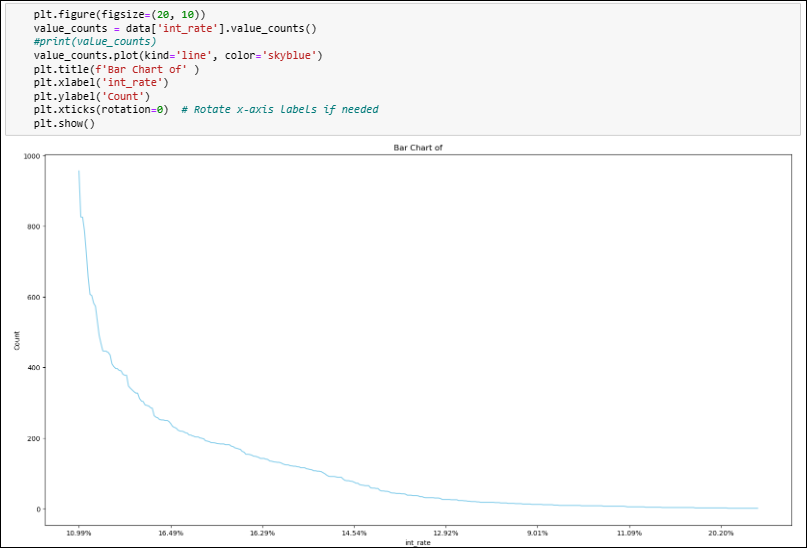 plt.figure(figsize=(20, 10))
value_counts = data['int_rate'].value_counts()
#print(value_counts)
value_counts.plot(kind='line', color='skyblue')
plt.title(f'Bar Chart of' )
plt.xlabel('int_rate')
plt.ylabel('Count')
plt.xticks(rotation=0)  # Rotate x-axis labels if needed
plt.show()
Bar Chart of
1000
800
600
400
200
0
Count
10.99% 16.49% 16.29% 14.54% 12.92% 9.01% 11.09% 20.20%
int_rate